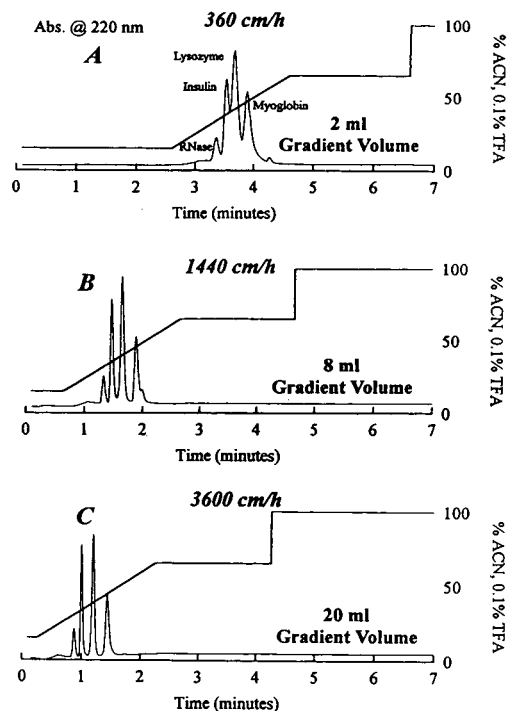 360 cm/h
100
Abs. @ 220 nm
A
Lysozyme
Insulin
Myoglobin
RNase
50
2 ml
Gradient Volume
0
% ACN, 0.1% TFA
0 1 2 3 4 5 6 7
Time (minutes)
B
1440 cm/h
100
50
8 ml
Gradient Volume
0
% ACN, 0.1% TFA
0 1 2 3 4 5 6 7
Time (minutes)
3600 cm/h
C
100
50
20 ml
Gradient Volume
0
% ACN, 0.1% TFA
0 1 2 3 4 5 6 7
Time (minutes)